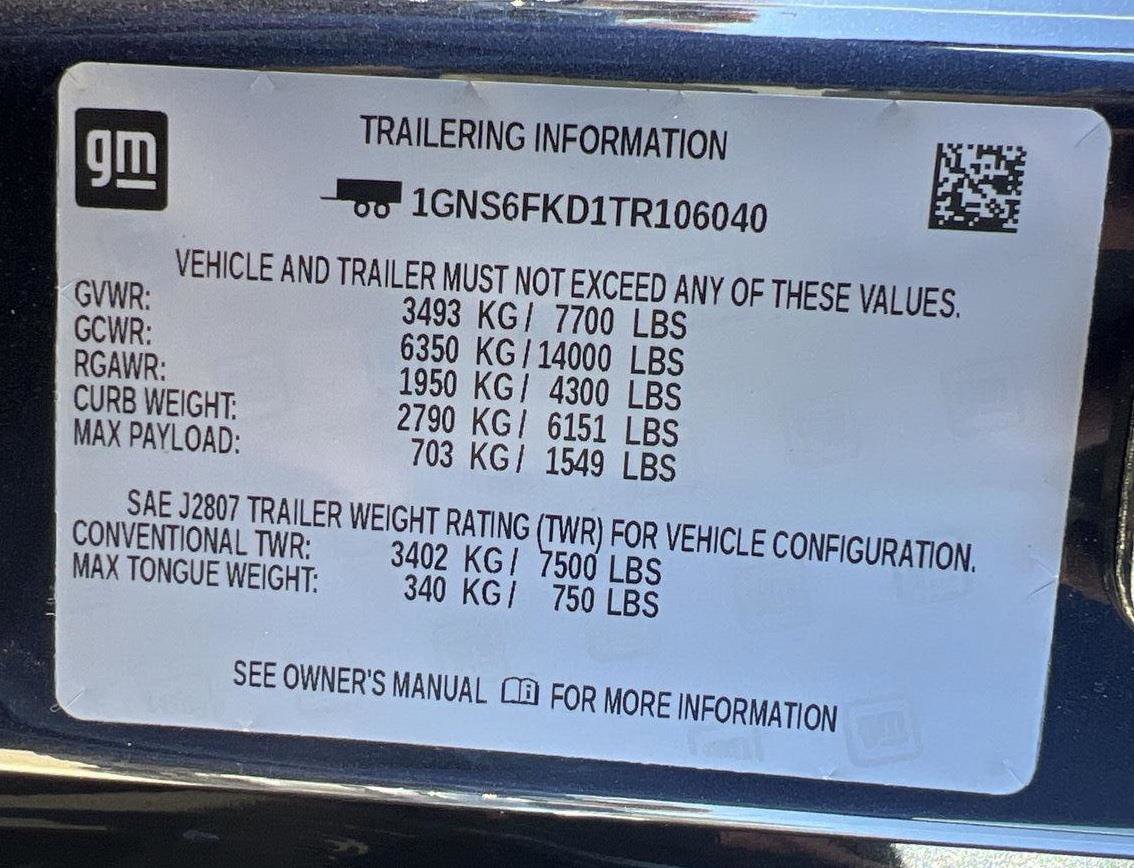 gm
TRAILERING INFORMATION
1GNS6FKD1TR106040
VEHICLE AND TRAILER MUST NOT EXCEED ANY OF THESE VALUES.
GVWR: 3493 KG/ 7700 LBS
GCWR: 6350 KG/14000 LBS
RGAWR: 1950 KG/ 4300 LBS
CURB WEIGHT: 2790 KG/ 6151 LBS
MAX PAYLOAD: 703 KG/ 1549 LBS
SAE J2807 TRAILER WEIGHT RATING (TWR) FOR VEHICLE CONFIGURATION.
CONVENTIONAL TWR: 3402 KG/ 7500 LBS
MAX TONGUE WEIGHT: 340 KG/ 750 LBS
SEE OWNER'S MANUAL FOR MORE INFORMATION